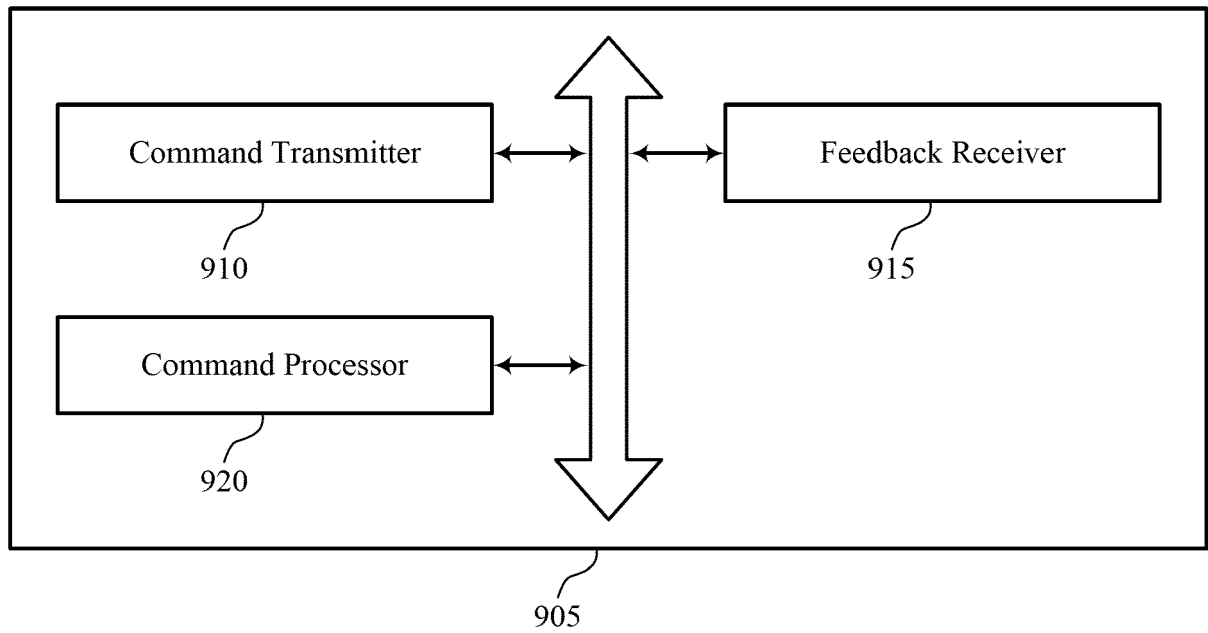 Command Transmitter
Feedback Receiver
910
915
Command Processor
920
905